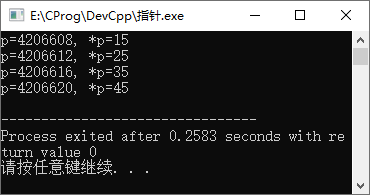 E:\CProg\DevCpp\指针.exe
p=4206608, *p=15
p=4206612, *p=25
p=4206616, *p=35
p=4206620, *p=45
--------------------------------
Process exited after 0.2583 seconds with re
turn value 0
请按任意键继续. . .